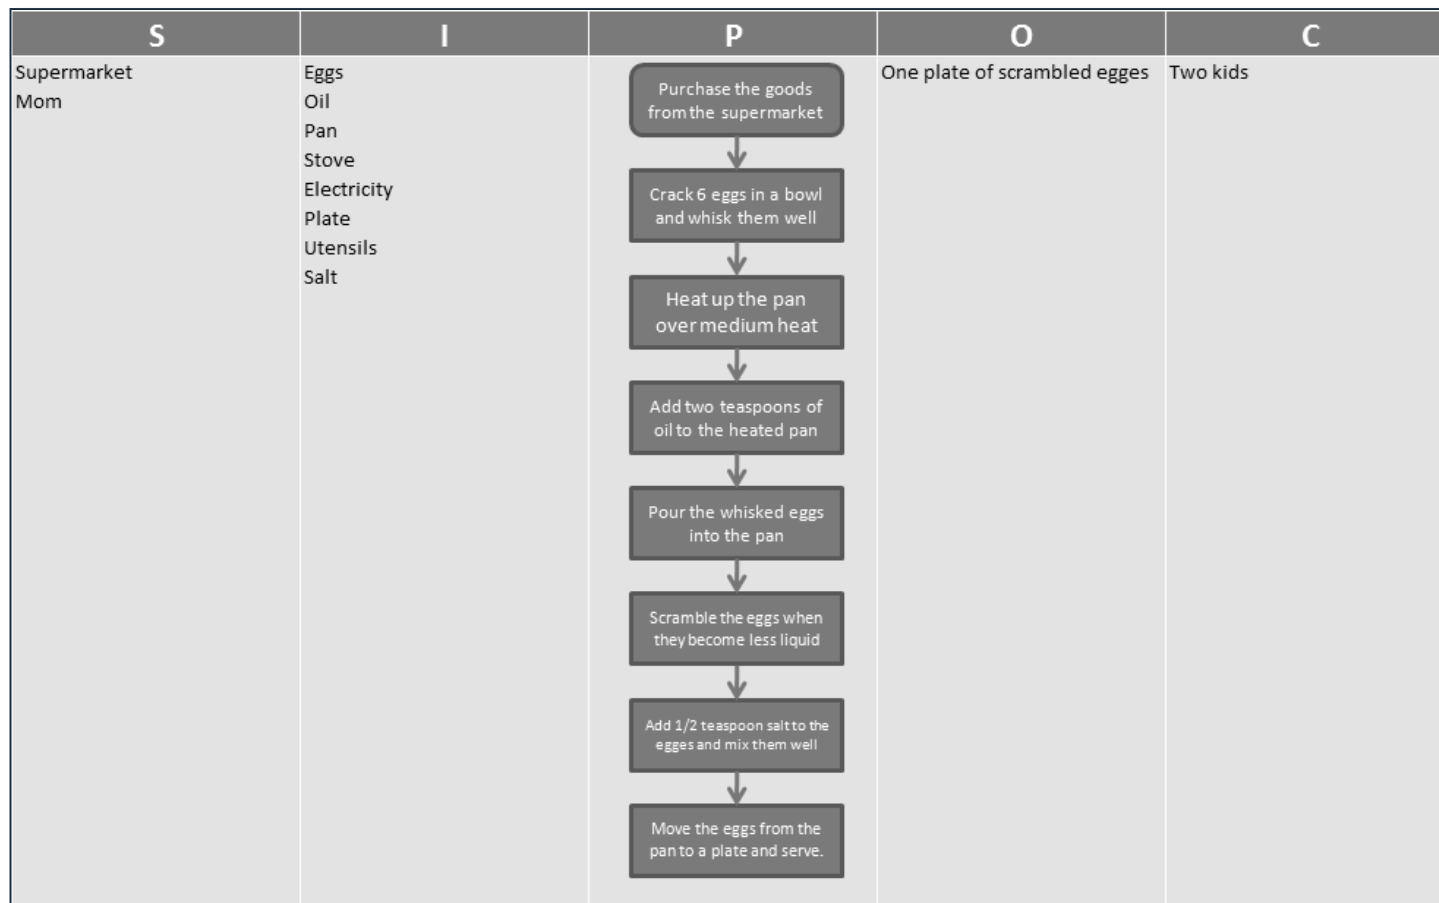 S
I
P
O
C
Supermarket
Mom
Eggs
Oil
Pan
Stove
Electricity
Plate
Utensils
Salt
Purchase the goods
from the supermarket
Crack 6 eggs in a bowl
and whisk them well
Heat up the pan
over medium heat
Add two teaspoons of
oil to the heated pan
Pour the whisked eggs
into the pan
Scramble the eggs when
they become less liquid
Add 1/2 teaspoon salt to the
egges and mix them well
Move the eggs from the
pan to a plate and serve.
One plate of scrambled egges
Two kids